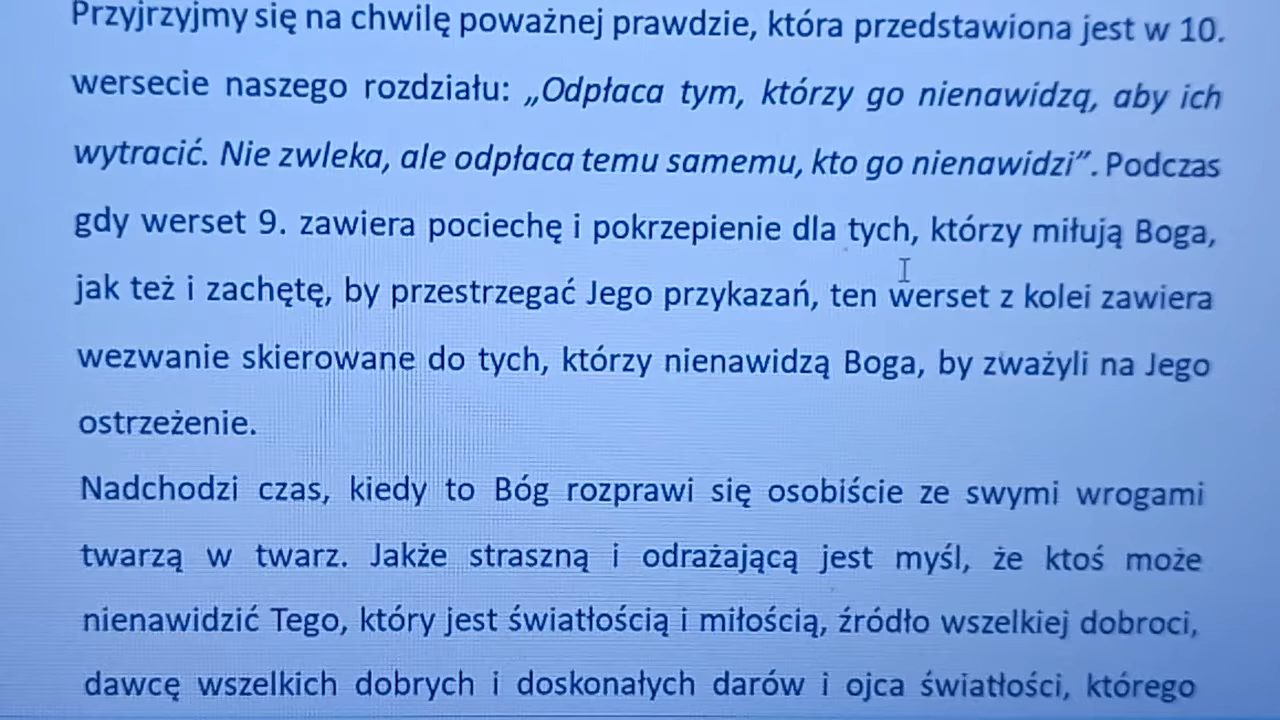 Przyjrzyjmy się na chwilę poważnej prawdzie, która przedstawiona jest w 10.
wersecie naszego rozdziału: „Odpłaca tym, którzy go nienawidzą, aby ich
wytracić. Nie zwleka, ale odpłaca temu samemu, kto go nienawidzi”. Podczas
gdy werset 9. zawiera pociechę i pokrzepienie dla tych, którzy miłują Boga,
jak też i zachętę, by przestrzegać Jego przykazań, ten werset z kolei zawiera
wezwanie skierowane do tych, którzy nienawidzą Boga, by zważyli na Jego
ostrzeżenie.
Nadchodzi czas, kiedy to Bóg rozprawi się osobiście ze swymi wrogami
twarzą w twarz. Jakże straszną i odrażającą jest myśl, że ktoś może
nienawidzić Tego, który jest światłością i miłością, źródło wszelkiej dobroci,
dawcę wszelkich dobrych i doskonałych darów i ojca światłości, którego